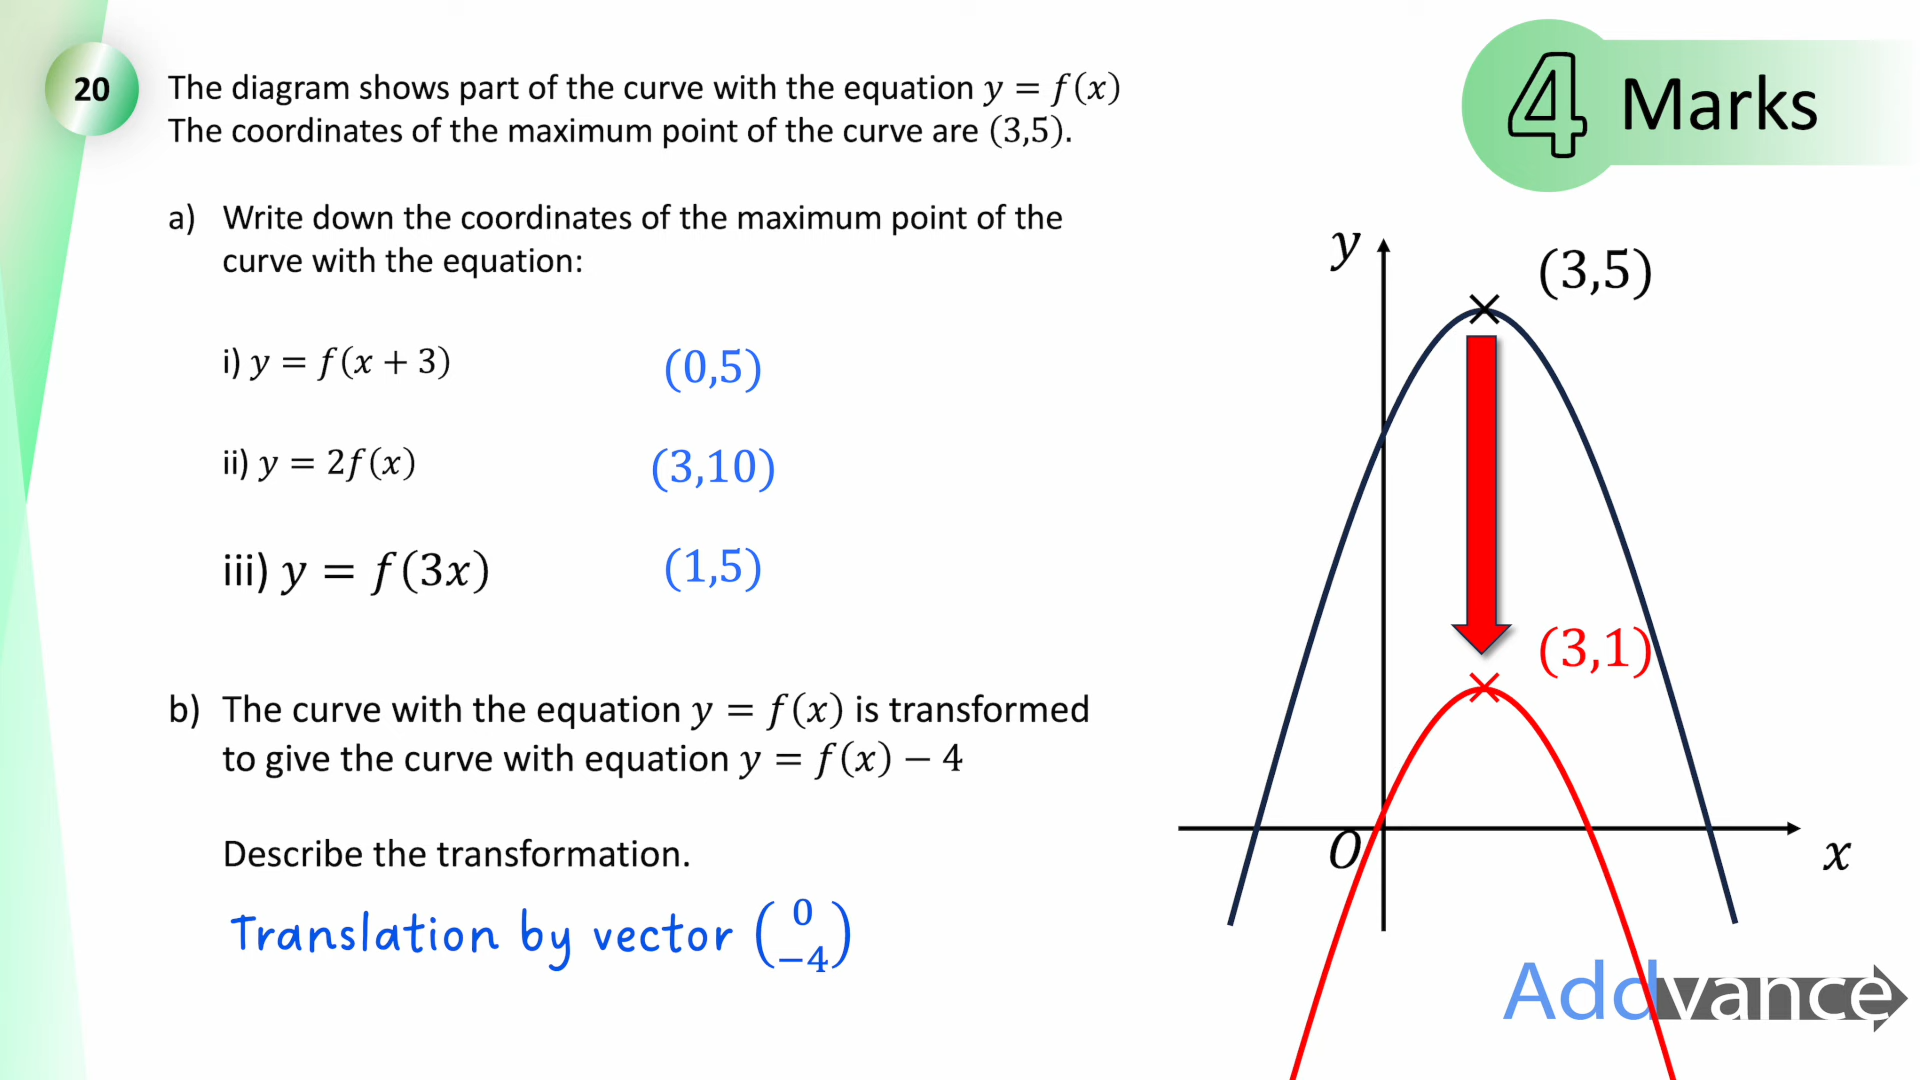 20
The diagram shows part of the curve with the equation y = f(x)
The coordinates of the maximum point of the curve are (3,5).
4 Marks
a) Write down the coordinates of the maximum point of the
curve with the equation:
i) y = f(x + 3) (0,5)
ii) y = 2f(x) (3,10)
iii) y = f(3x) (1,5)
b) The curve with the equation y = f(x) is transformed
to give the curve with equation y = f(x) − 4
Describe the transformation.
Translation by vector (0
−4)
y
(3,5)
(3,1)
O
x
Addvance